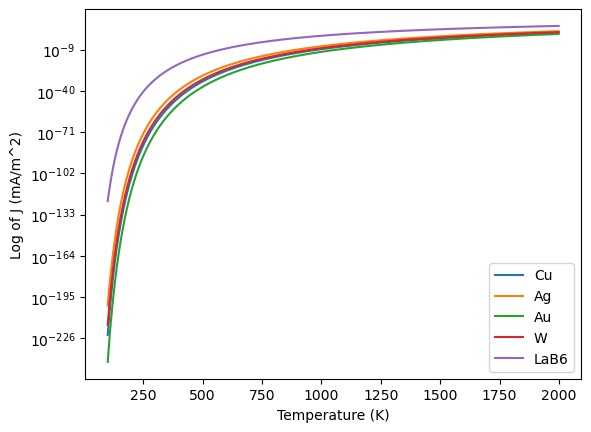 10^-9
10^-40
10^-71
10^-102
10^-133
10^-164
10^-195
10^-226
Log of J (mA/m^2)
Cu
Ag
Au
W
LaB6
250 500 750 1000 1250 1500 1750 2000
Temperature (K)